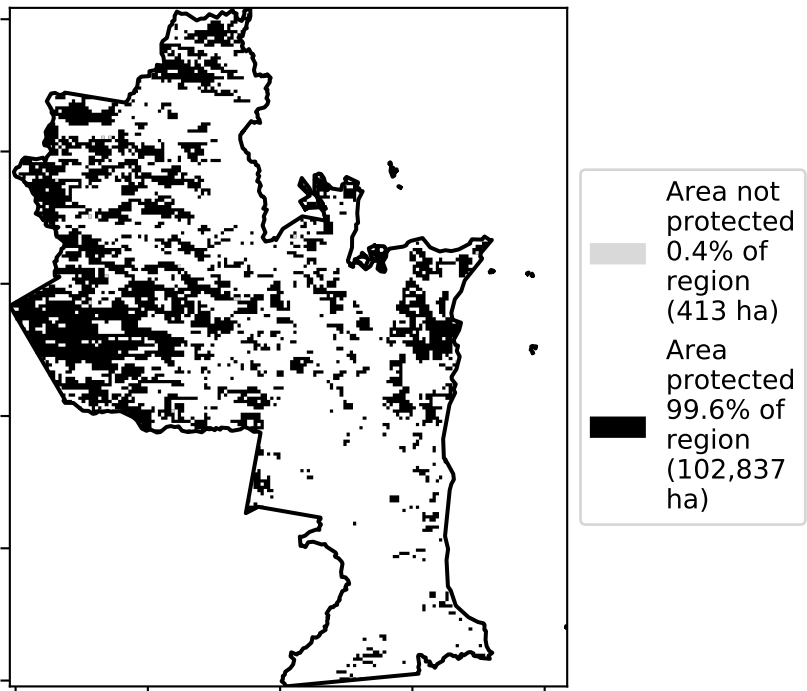 Area not
protected
0.4% of
region
(413 ha)
Area
protected
99.6% of
region
(102,837
ha)